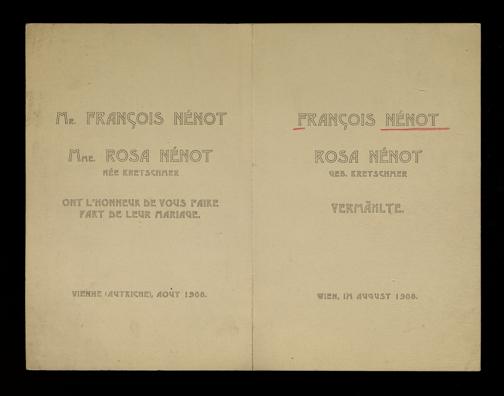 Mr. FRANÇOIS NÉNOT
Mme. ROSA NÉNOT
NÉE KRETSCHMER
ONT L'HONNEUR DE VOUS FAIRE
PART DE LEUR MARIAGE.
VIENNE (AUTRICHE), AOÛT 1908.
FRANÇOIS NÉNOT
ROSA NÉNOT
GEB. KRETSCHMER
VERMÄHLTE.
WIEN, IM AUGUST 1908.